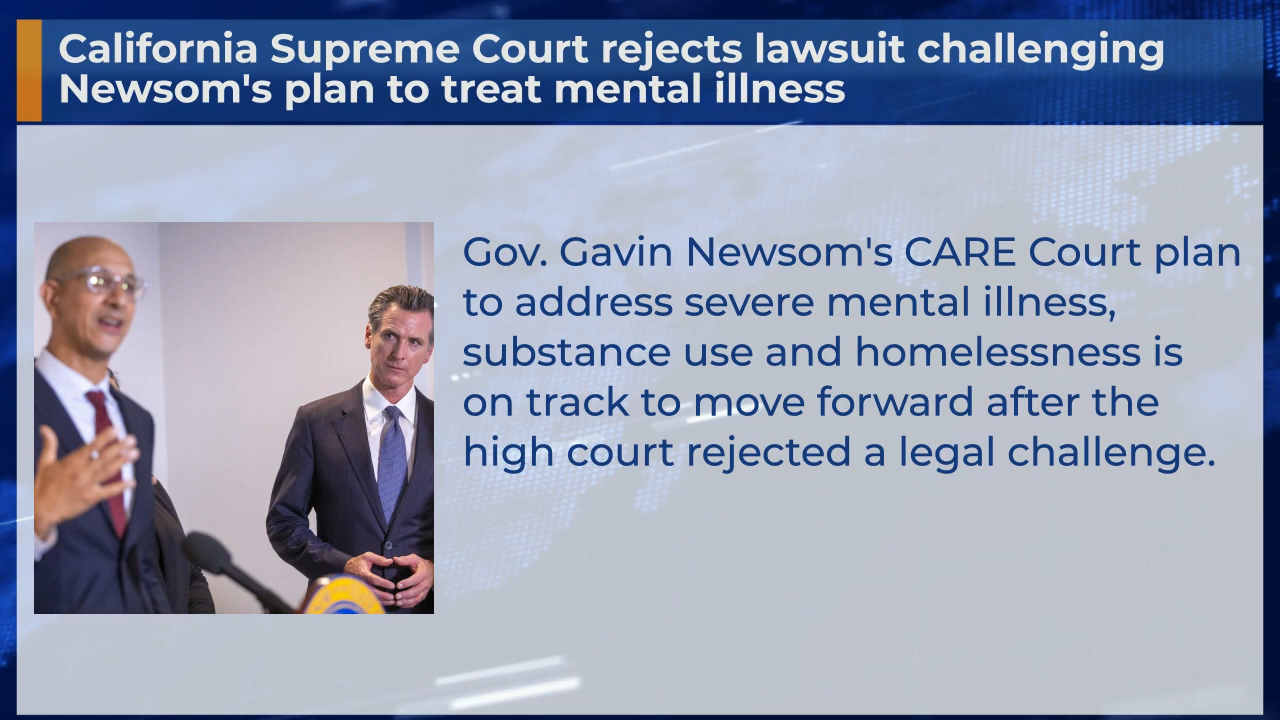 California Supreme Court rejects lawsuit challenging
Newsom's plan to treat mental illness
Gov. Gavin Newsom's CARE Court plan
to address severe mental illness,
substance use and homelessness is
on track to move forward after the
high court rejected a legal challenge.